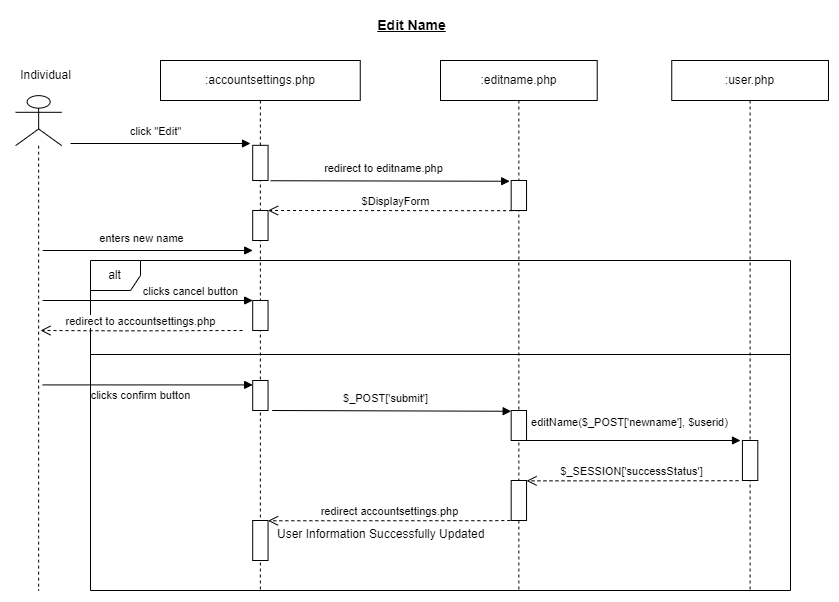 Edit Name
Individual
:accountsettings.php
:editname.php
:user.php
click "Edit"
redirect to editname.php
$DisplayForm
enters new name
alt
clicks cancel button
redirect to accountsettings.php
clicks confirm button
$_POST['submit']
editName($_POST['newname'], $userid)
$_SESSION['successStatus']
redirect accountsettings.php
User Information Successfully Updated